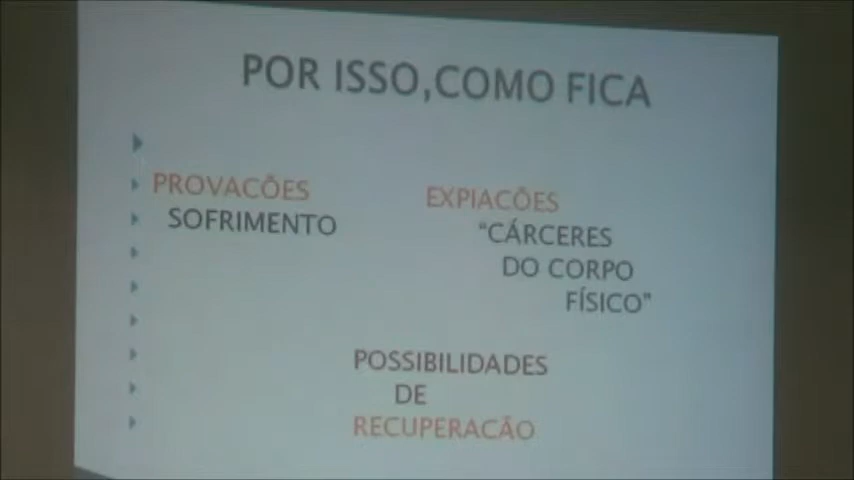 POR ISSO,COMO FICA
PROVACÕES
EXPIACÕES
SOFRIMENTO
"CÁRCERES
DO CORPO
FÍSICO"
POSSIBILIDADES
DE
RECUPERACÃO